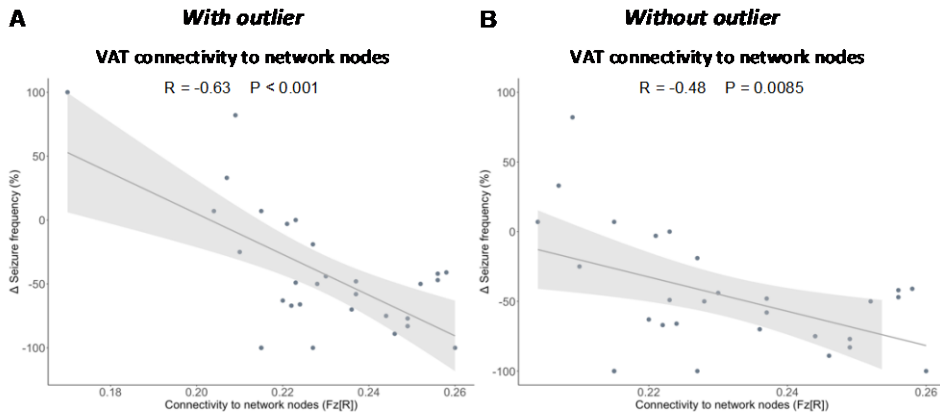 A
With outlier
VAT connectivity to network nodes
R = -0.63 P < 0.001
100
50
0
-50
-100
Δ Seizure frequency (%)
0.18 0.20 0.22 0.24 0.26
Connectivity to network nodes (Fz[R])
B
Without outlier
VAT connectivity to network nodes
R = -0.48 P = 0.0085
100
50
0
-50
-100
Δ Seizure frequency (%)
0.22 0.24 0.26
Connectivity to network nodes (Fz[R])